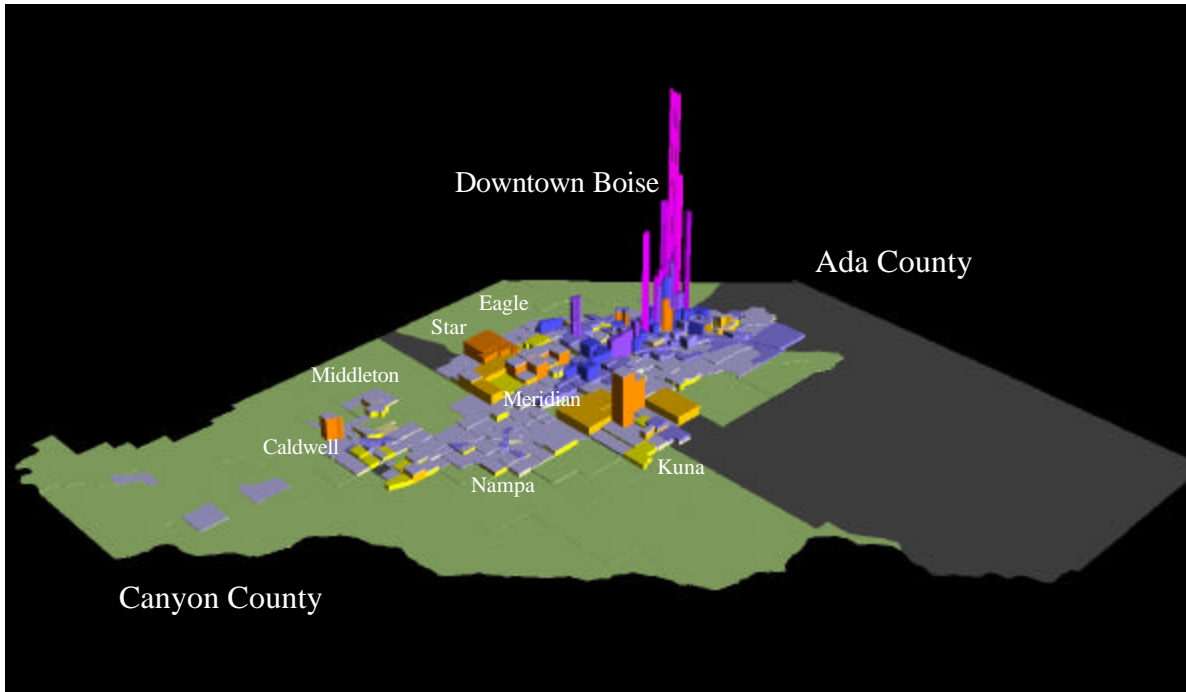 Downtown Boise
Ada County
Eagle
Star
Middleton
Meridian
Caldwell
Kuna
Nampa
Canyon County